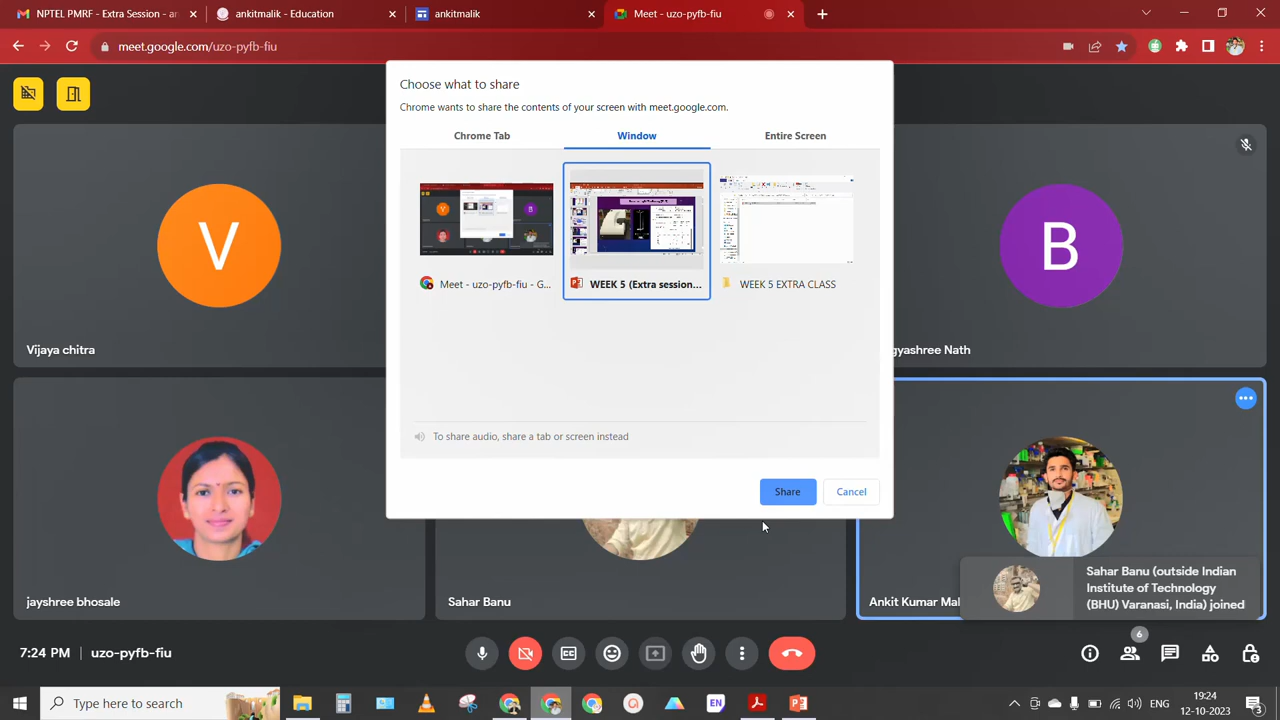 NPTEL PMRF - Extra Session - an
ankitmalik - Education
ankitmalik
Meet - uzo-pyfb-fiu
meet.google.com/uzo-pyfb-fiu
Choose what to share
Chrome wants to share the contents of your screen with meet.google.com.
Chrome Tab
Window
Entire Screen
Meet - uzo-pyfb-fiu - G...
WEEK 5 (Extra session...
WEEK 5 EXTRA CLASS
To share audio, share a tab or screen instead
Share
Cancel
V
B
Vijaya chitra
gyashree Nath
jayshree bhosale
Sahar Banu
Ankit Kumar Mal
Sahar Banu (outside Indian
Institute of Technology
(BHU) Varanasi, India) joined
7:24 PM | uzo-pyfb-fiu
6
Type here to search
EN
19:24
12-10-2023
3